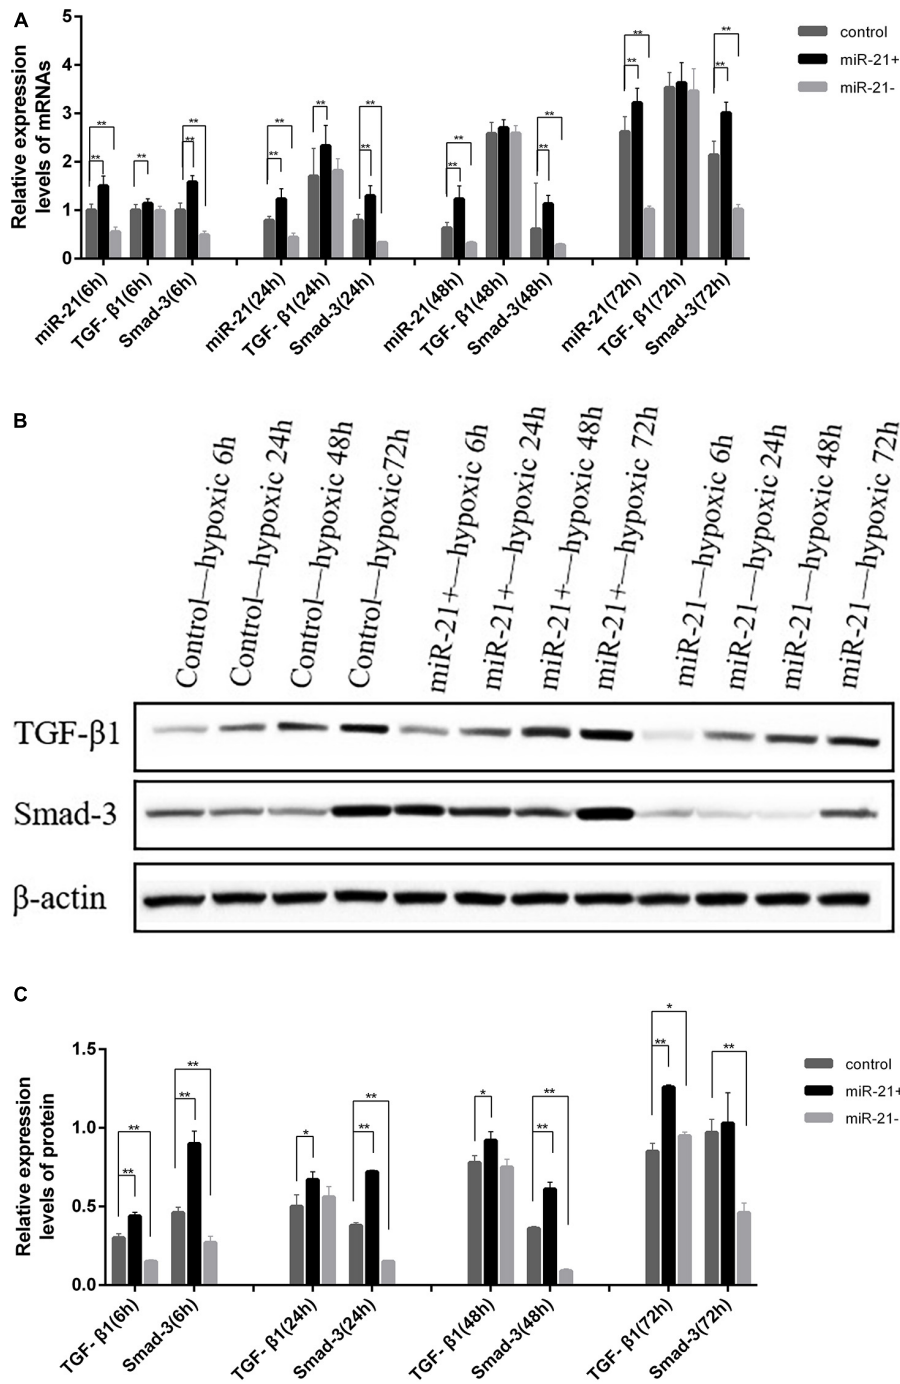 A
Relative expression
levels of mRNAs
5
4
3
2
1
0
** ** ** ** **
** ** ** ** **
** ** ** **
** ** ** **
control
miR-21+
miR-21-
miR-21(6h)
TGF- β1(6h)
Smad-3(6h)
miR-21(24h)
TGF- β1(24h)
Smad-3(24h)
miR-21(48h)
TGF- β1(48h)
Smad-3(48h)
miR-21(72h)
TGF- β1(72h)
Smad-3(72h)
B
Control—hypoxic 6h
Control—hypoxic 24h
Control—hypoxic 48h
Control—hypoxic72h
miR-21+—hypoxic 6h
miR-21+—hypoxic 24h
miR-21+—hypoxic 48h
miR-21+—hypoxic 72h
miR-21-—hypoxic 6h
miR-21-—hypoxic 24h
miR-21-—hypoxic 48h
miR-21-—hypoxic 72h
TGF-β1
Smad-3
β-actin
C
Relative expression
levels of protein
1.5
1.0
0.5
0.0
** ** ** **
* ** **
* ** **
* ** **
control
miR-21+
miR-21-
TGF- β1(6h)
Smad-3(6h)
TGF- β1(24h)
Smad-3(24h)
TGF- β1(48h)
Smad-3(48h)
TGF- β1(72h)
Smad-3(72h)